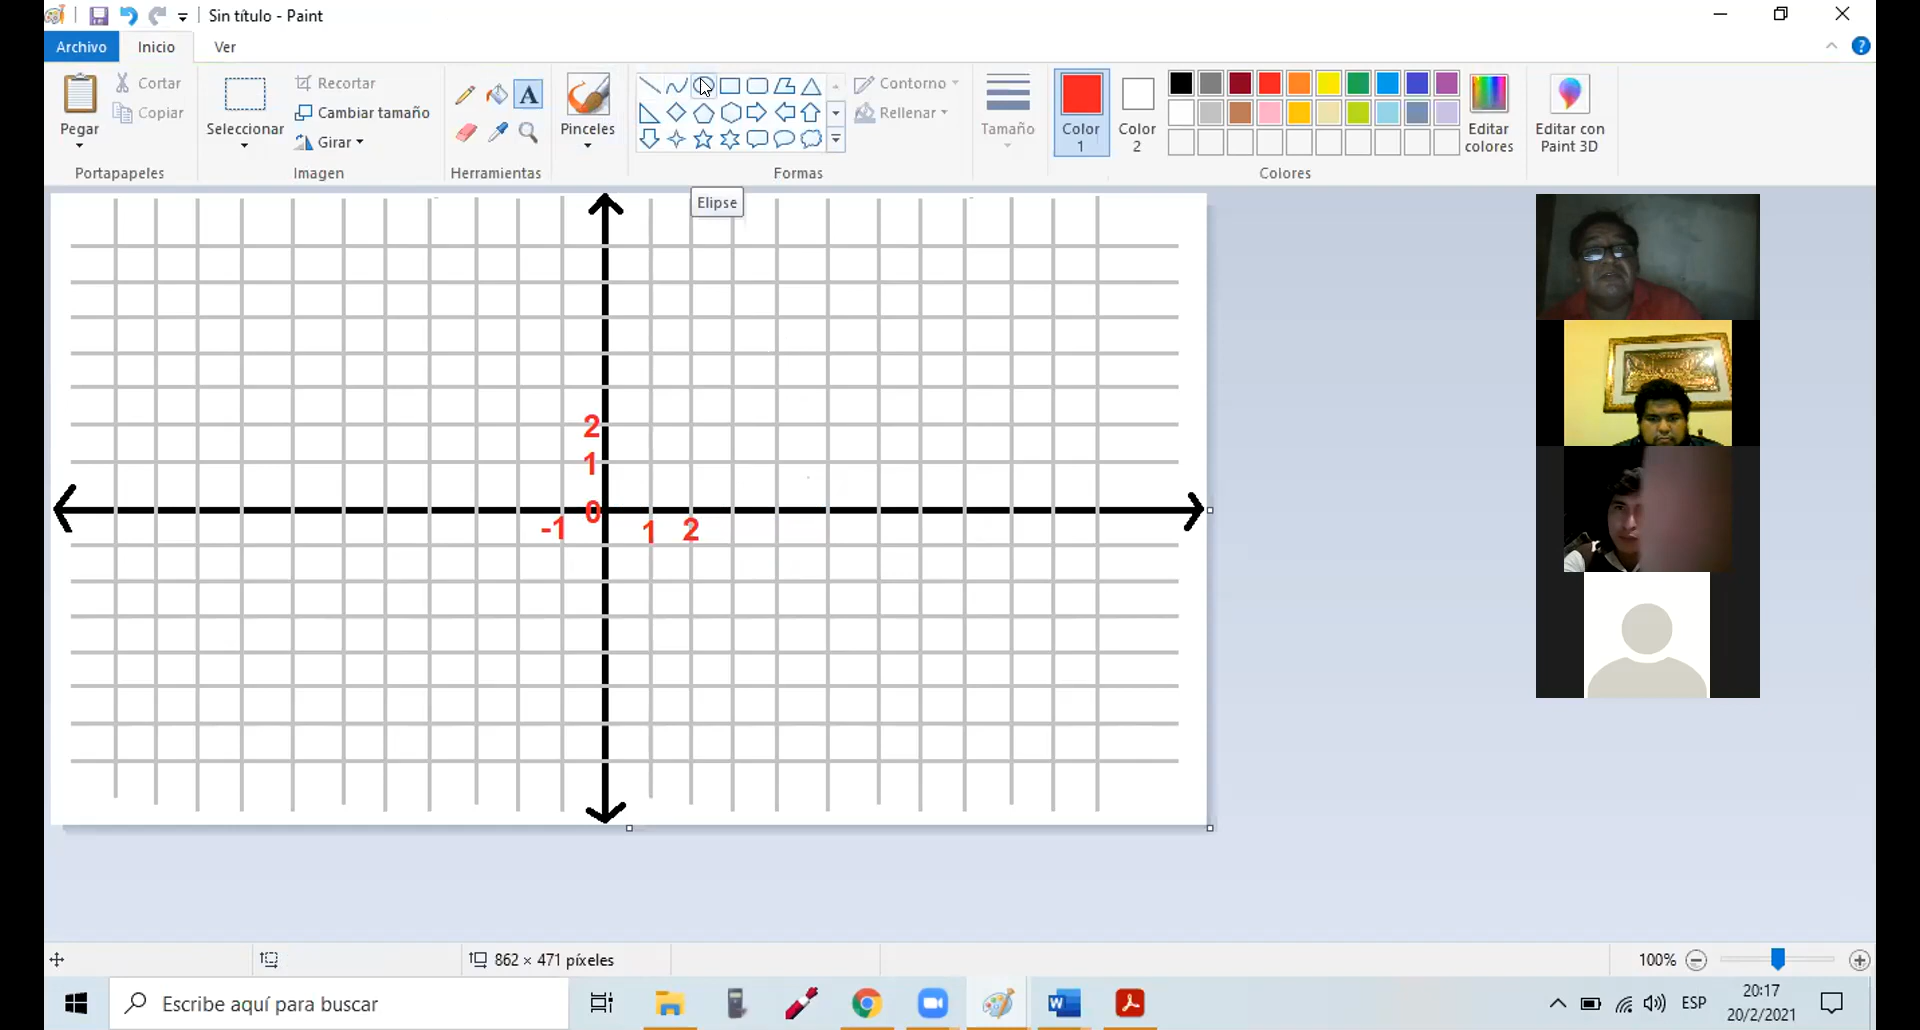 Sin título - Paint
Archivo Inicio Ver
Pegar
Cortar
Copiar
Portapapeles
Seleccionar
Recortar
Cambiar tamaño
Girar
Imagen
A
Herramientas
Pinceles
Contorno
Rellenar
Formas
Tamaño
Color
1
Color
2
Editar
colores
Editar con
Paint 3D
Colores
Elipse
2
1
0
-1 1 2
862 × 471 píxeles
100%
Escribe aquí para buscar
ESP
20:17
20/2/2021